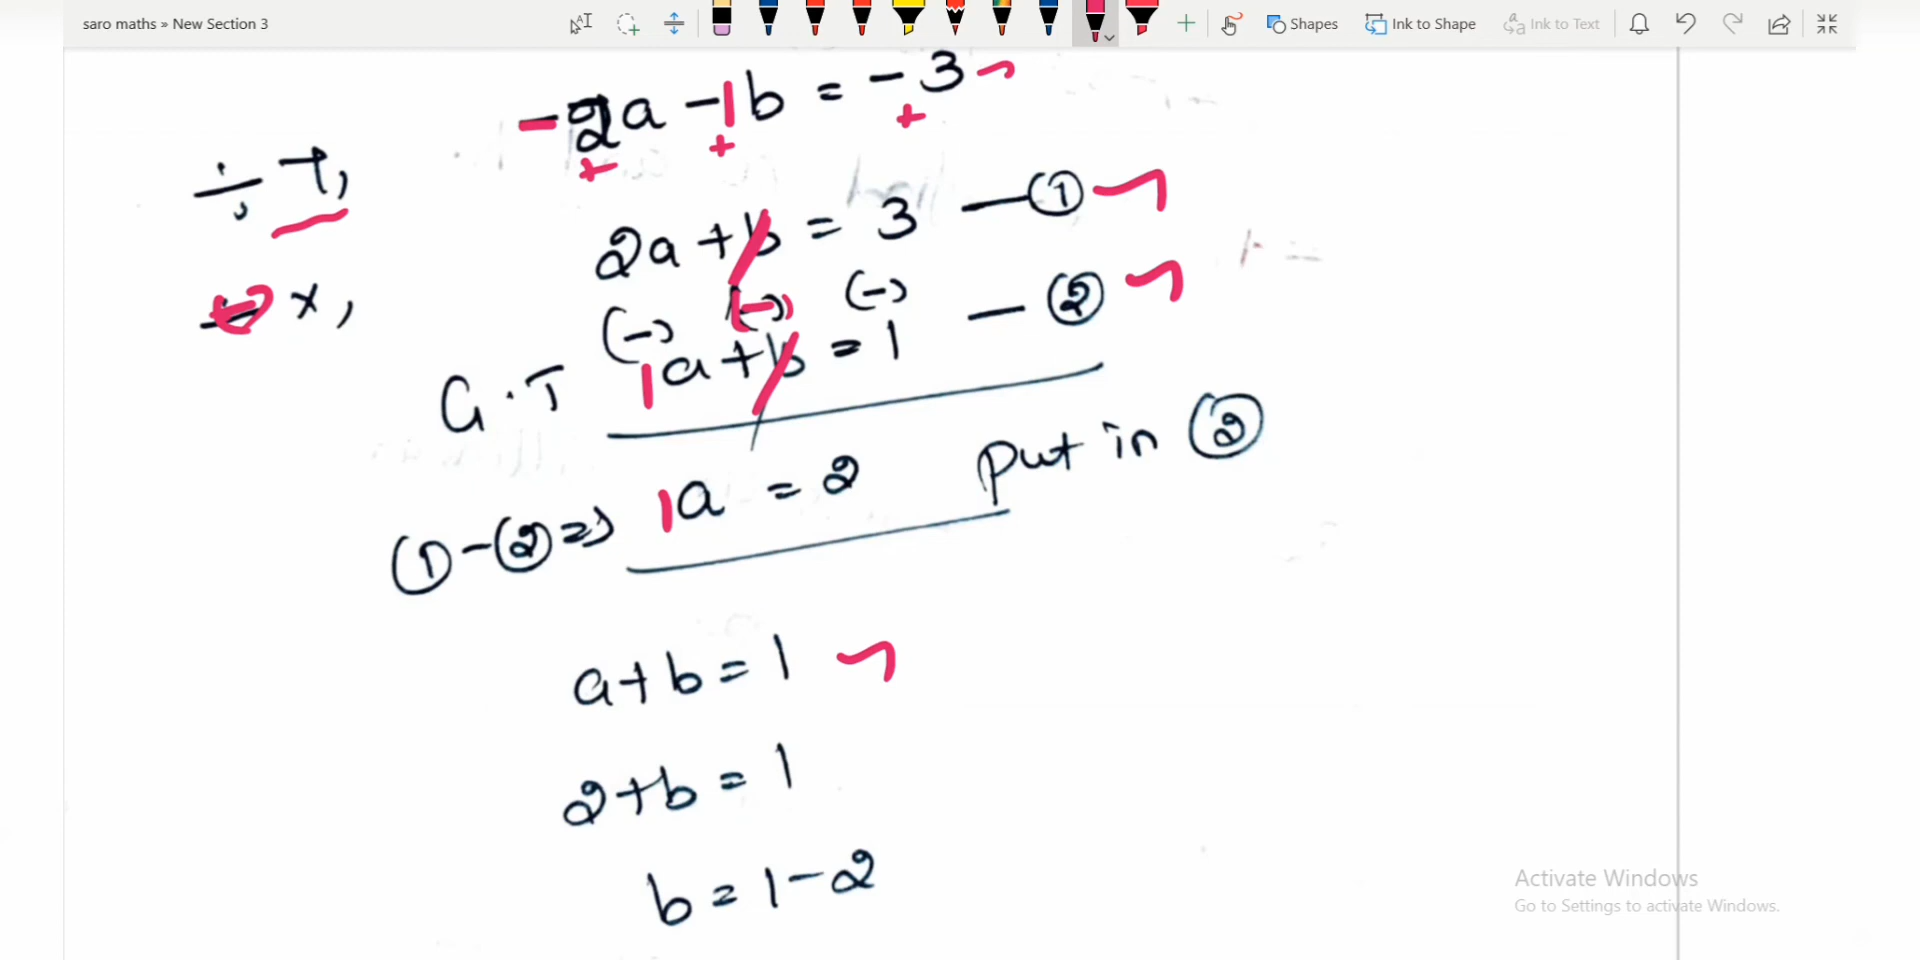 saro maths » New Section 3
Shapes
Ink to Shape
Ink to Text
-2a -1b = -3
+ + +
÷ -1,
2a + b = 3 — ①
- x,
(-) (-) (-)
G.T 1a + b = 1 — ②
① - ② => 1a = 2 Put in ②
a + b = 1
2 + b = 1
b = 1 - 2
Activate Windows
Go to Settings to activate Windows.